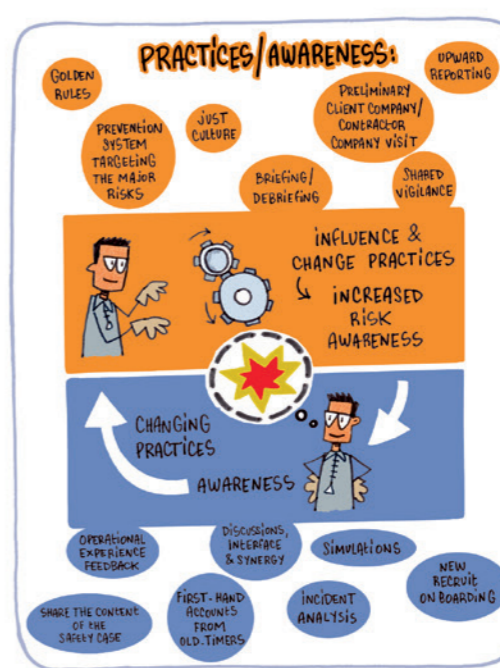 PRACTICES/AWARENESS:
GOLDEN
RULES
UPWARD
REPORTING
PREVENTION
SYSTEM
TARGETING
THE MAJOR
RISKS
JUST
CULTURE
PRELIMINARY
CLIENT COMPANY/
CONTRACTOR
COMPANY VISIT
BRIEFING/
DEBRIEFING
SHARED
VIGILANCE
INFLUENCE &
CHANGE PRACTICES
INCREASED
RISK
AWARENESS
CHANGING
PRACTICES
AWARENESS
OPERATIONAL
EXPERIENCE
FEEDBACK
DISCUSSIONS,
INTERFACE
& SYNERGY
SIMULATIONS
NEW,
RECRUIT
ON BOARDING
SHARE THE CONTENT
OF THE
SAFETY CASE
FIRST-HAND
ACCOUNTS
FROM
OLD-TIMERS
INCIDENT
ANALYSIS